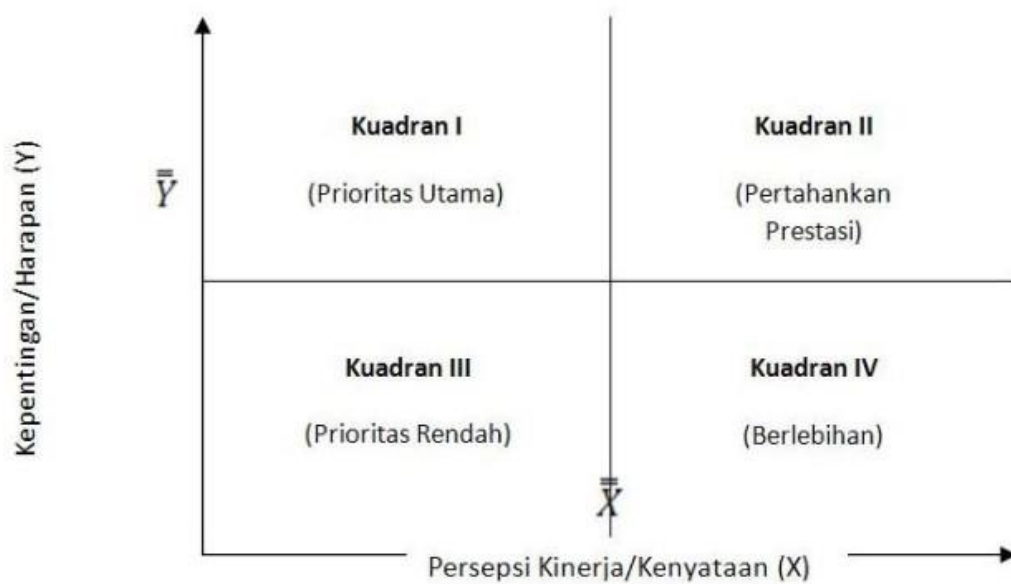 Kepentingan/Harapan (Y)
Kuadran I
(Prioritas Utama)
Kuadran II
(Pertahankan
Prestasi)
Y̿
Kuadran III
(Prioritas Rendah)
Kuadran IV
(Berlebihan)
X̿
Persepsi Kinerja/Kenyataan (X)